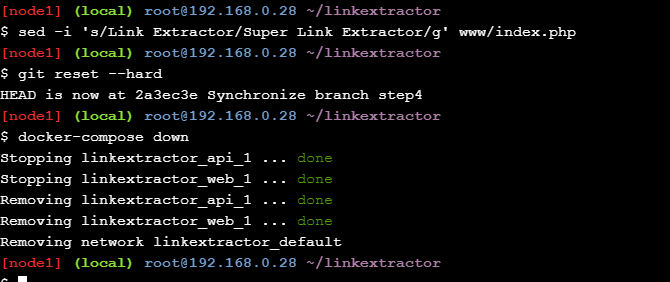 [node1] (local) root@192.168.0.28 ~/linkextractor
$ sed -i 's/Link Extractor/Super Link Extractor/g' www/index.php
[node1] (local) root@192.168.0.28 ~/linkextractor
$ git reset --hard
HEAD is now at 2a3ec3e Synchronize branch step4
[node1] (local) root@192.168.0.28 ~/linkextractor
$ docker-compose down
Stopping linkextractor_api_1 ... done
Stopping linkextractor_web_1 ... done
Removing linkextractor_api_1 ... done
Removing linkextractor_web_1 ... done
Removing network linkextractor_default
[node1] (local) root@192.168.0.28 ~/linkextractor
$